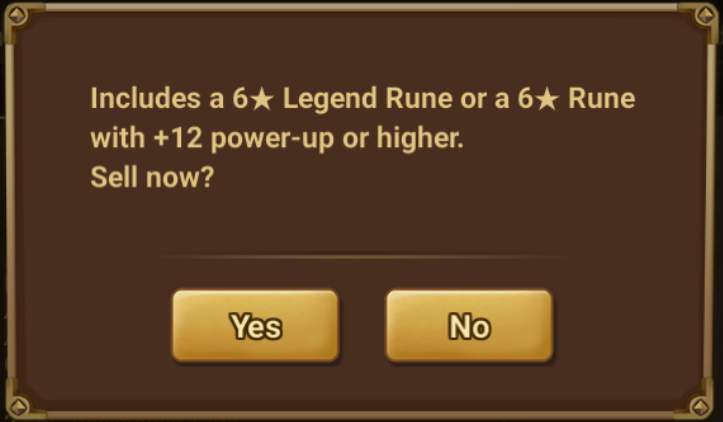 Includes a 6★ Legend Rune or a 6★ Rune
with +12 power-up or higher.
Sell now?
Yes
No